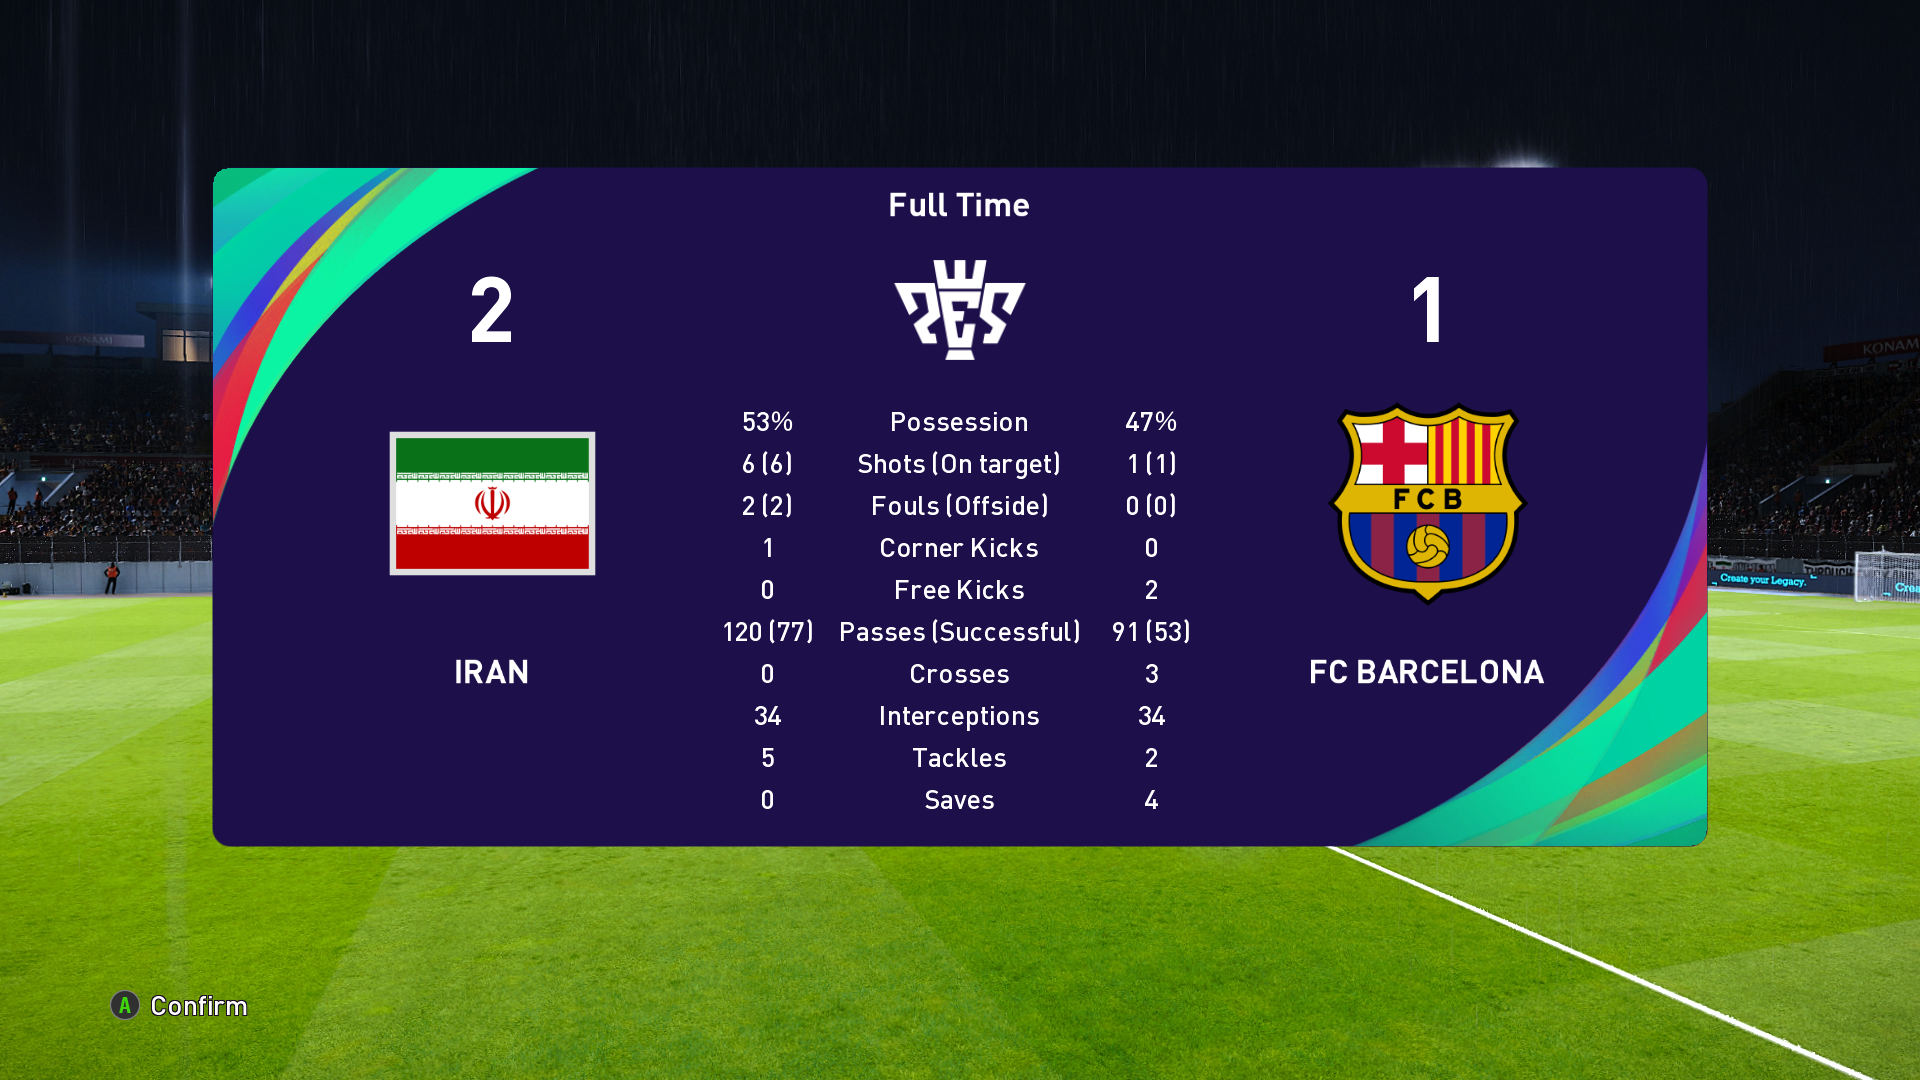 Full Time
2 PES 1
53% Possession 47%
6 (6) Shots (On target) 1 (1)
2 (2) Fouls (Offside) 0 (0)
1 Corner Kicks 0
0 Free Kicks 2
120 (77) Passes (Successful) 91 (53)
0 Crosses 3
34 Interceptions 34
5 Tackles 2
0 Saves 4
IRAN
FCB
FC BARCELONA
KONAMI
KONAMI
Create your Legacy.
A Confirm